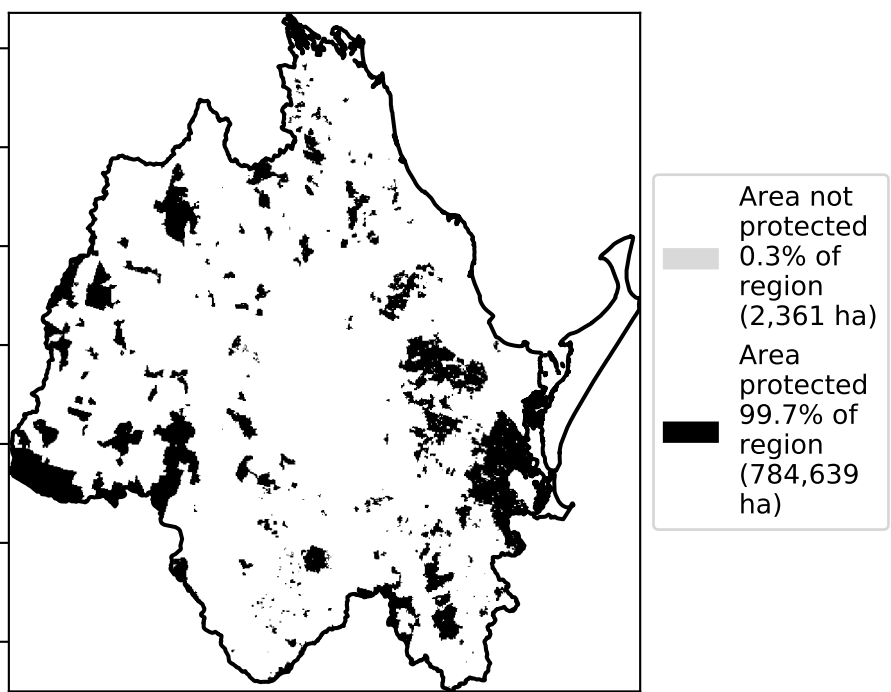 Area not
protected
0.3% of
region
(2,361 ha)
Area
protected
99.7% of
region
(784,639
ha)